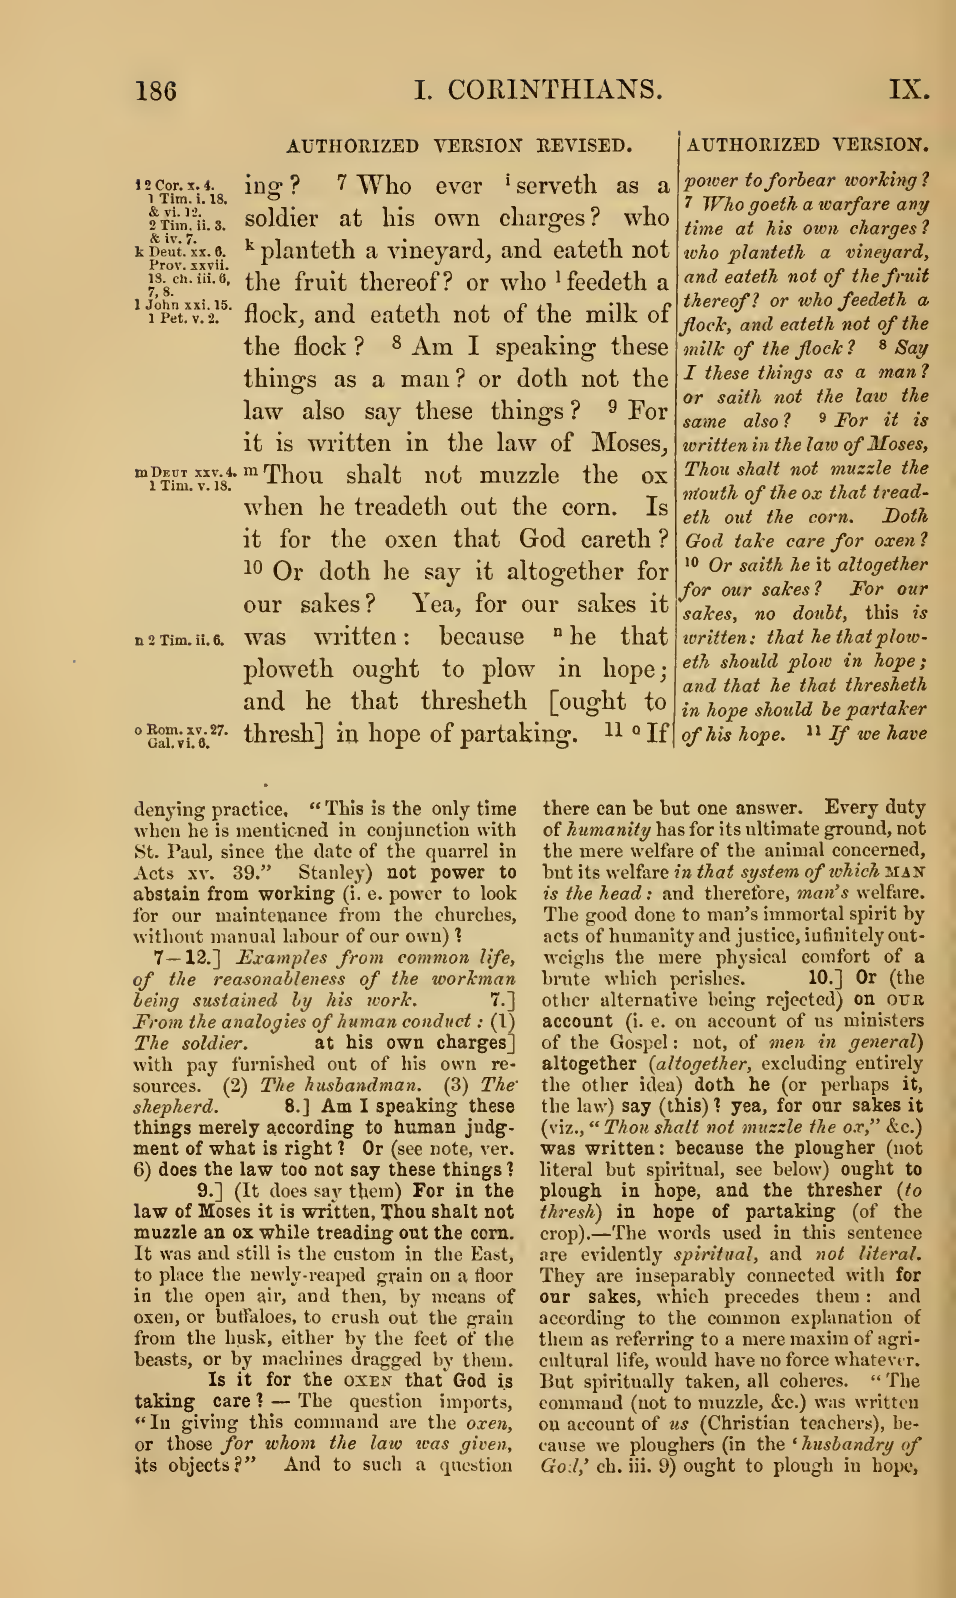 186
I. CORINTHIANS.
IX.
AUTHORIZED VERSION REVISED.
i 2 Cor. x. 4.
1 Tim. i. 18.
& vi. 12.
2 Tim. ii. 3.
& iv. 7.
k Deut. xx. 6.
Prov. xxvii.
18. ch. iii. 6,
7, 8.
l John xxi. 15.
1 Pet. v. 2.
m DEUT xxv. 4.
1 Tim. v. 18.
n 2 Tim. ii. 6.
o Rom. xv. 27.
Gal. vi. 6.
ing ? 7 Who ever i serveth as a
soldier at his own charges? who
k planteth a vineyard, and eateth not
the fruit thereof? or who l feedeth a
flock, and eateth not of the milk of
the flock ? 8 Am I speaking these
things as a man? or doth not the
law also say these things? 9 For
it is written in the law of Moses,
m Thou shalt not muzzle the ox
when he treadeth out the corn. Is
it for the oxen that God careth ?
10 Or doth he say it altogether for
our sakes? Yea, for our sakes it
was written: because n he that
ploweth ought to plow in hope;
and he that thresheth [ought to
thresh] in hope of partaking. 11 o If
AUTHORIZED VERSION.
power to forbear working?
7 Who goeth a warfare any
time at his own charges?
who planteth a vineyard,
and eateth not of the fruit
thereof? or who feedeth a
flock, and eateth not of the
milk of the flock? 8 Say
I these things as a man?
or saith not the law the
same also? 9 For it is
written in the law of Moses,
Thou shalt not muzzle the
mouth of the ox that tread-
eth out the corn. Doth
God take care for oxen?
10 Or saith he it altogether
for our sakes? For our
sakes, no doubt, this is
written: that he that plow-
eth should plow in hope;
and that he that thresheth
in hope should be partaker
of his hope. 11 If we have
denying practice. “This is the only time
when he is mentioned in conjunction with
St. Paul, since the date of the quarrel in
Acts xv. 39.” Stanley) not power to
abstain from working (i. e. power to look
for our maintenance from the churches,
without manual labour of our own)?
7—12.] Examples from common life,
of the reasonableness of the workman
being sustained by his work. 7.]
From the analogies of human conduct: (1)
The soldier. at his own charges]
with pay furnished out of his own re-
sources. (2) The husbandman. (3) The
shepherd. 8.] Am I speaking these
things merely according to human judg-
ment of what is right? Or (see note, ver.
6) does the law too not say these things?
9.] (It does say them) For in the
law of Moses it is written, Thou shalt not
muzzle an ox while treading out the corn.
It was and still is the custom in the East,
to place the newly-reaped grain on a floor
in the open air, and then, by means of
oxen, or buffaloes, to crush out the grain
from the husk, either by the feet of the
beasts, or by machines dragged by them.
Is it for the OXEN that God is
taking care? — The question imports,
“In giving this command are the oxen,
or those for whom the law was given,
its objects?” And to such a question
there can be but one answer. Every duty
of humanity has for its ultimate ground, not
the mere welfare of the animal concerned,
but its welfare in that system of which MAN
is the head: and therefore, man's welfare.
The good done to man's immortal spirit by
acts of humanity and justice, infinitely out-
weighs the mere physical comfort of a
brute which perishes. 10.] Or (the
other alternative being rejected) on OUR
account (i. e. on account of us ministers
of the Gospel: not, of men in general)
altogether (altogether, excluding entirely
the other idea) doth he (or perhaps it,
the law) say (this)? yea, for our sakes it
(viz., “Thou shalt not muzzle the ox,” &c.)
was written: because the plougher (not
literal but spiritual, see below) ought to
plough in hope, and the thresher (to
thresh) in hope of partaking (of the
crop).—The words used in this sentence
are evidently spiritual, and not literal.
They are inseparably connected with for
our sakes, which precedes them: and
according to the common explanation of
them as referring to a mere maxim of agri-
cultural life, would have no force whatever.
But spiritually taken, all coheres. “The
command (not to muzzle, &c.) was written
on account of us (Christian teachers), be-
cause we ploughers (in the ‘husbandry of
God,’ ch. iii. 9) ought to plough in hope,